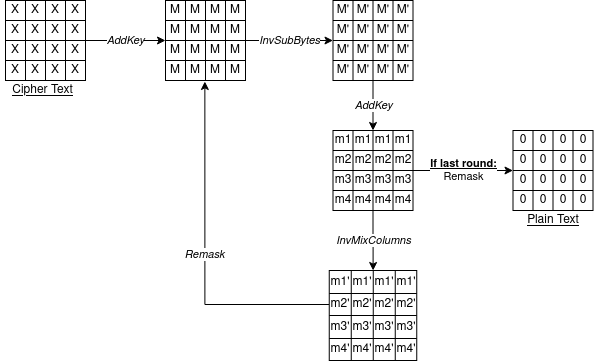 X X X X M M M M M' M' M' M'
X X X X AddKey M M M M InvSubBytes M' M' M' M'
X X X X M M M M M' M' M' M'
X X X X M M M M M' M' M' M'
Cipher Text
AddKey
m1 m1 m1 m1 0 0 0 0
m2 m2 m2 m2 If last round: 0 0 0 0
m3 m3 m3 m3 Remask 0 0 0 0
m4 m4 m4 m4 0 0 0 0
Plain Text
InvMixColumns
Remask
m1' m1' m1' m1'
m2' m2' m2' m2'
m3' m3' m3' m3'
m4' m4' m4' m4'